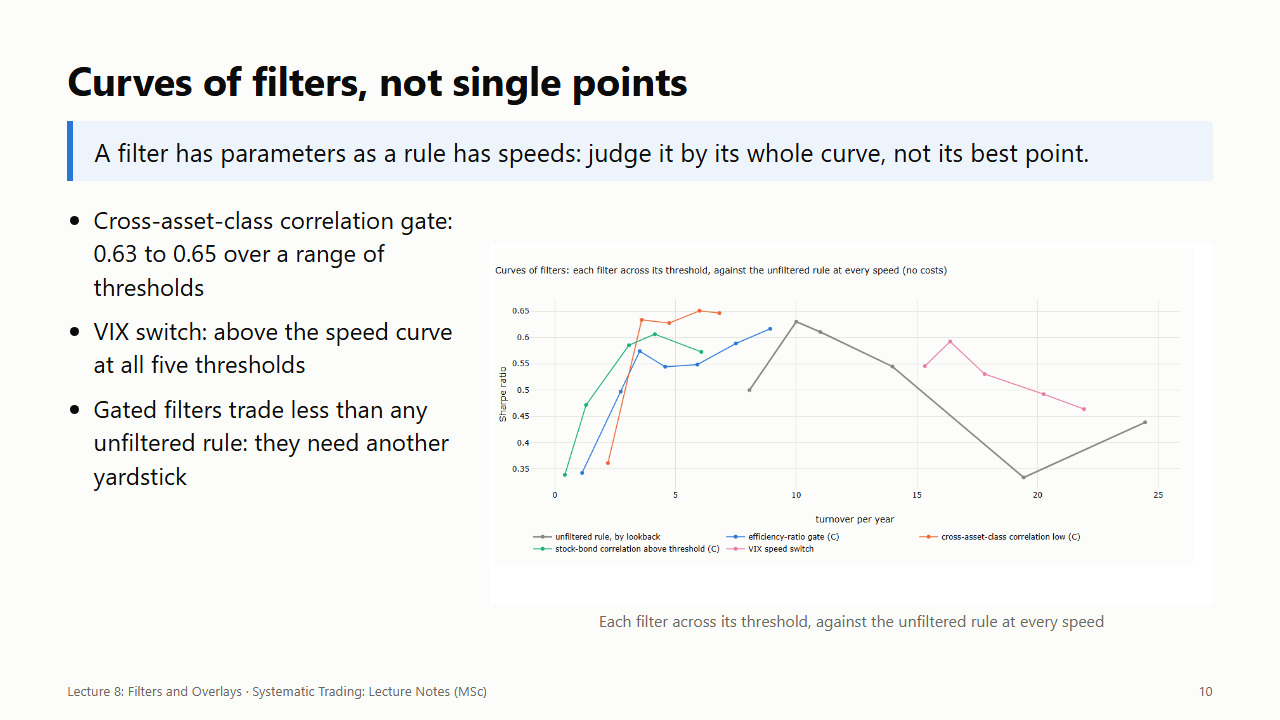 Curves of filters, not single points
A filter has parameters as a rule has speeds: judge it by its whole curve, not its best point.
• Cross-asset-class correlation gate:
0.63 to 0.65 over a range of
thresholds
• VIX switch: above the speed curve
at all five thresholds
• Gated filters trade less than any
unfiltered rule: they need another
yardstick
Curves of filters: each filter across its threshold, against the unfiltered rule at every speed (no costs)
Sharpe ratio
0.65
0.6
0.55
0.5
0.45
0.4
0.35
0 5 10 15 20 25
turnover per year
unfiltered rule, by lookback efficiency-ratio gate (C) cross-asset-class correlation low (C)
stock-bond correlation above threshold (C) VIX speed switch
Each filter across its threshold, against the unfiltered rule at every speed
Lecture 8: Filters and Overlays · Systematic Trading: Lecture Notes (MSc) 10